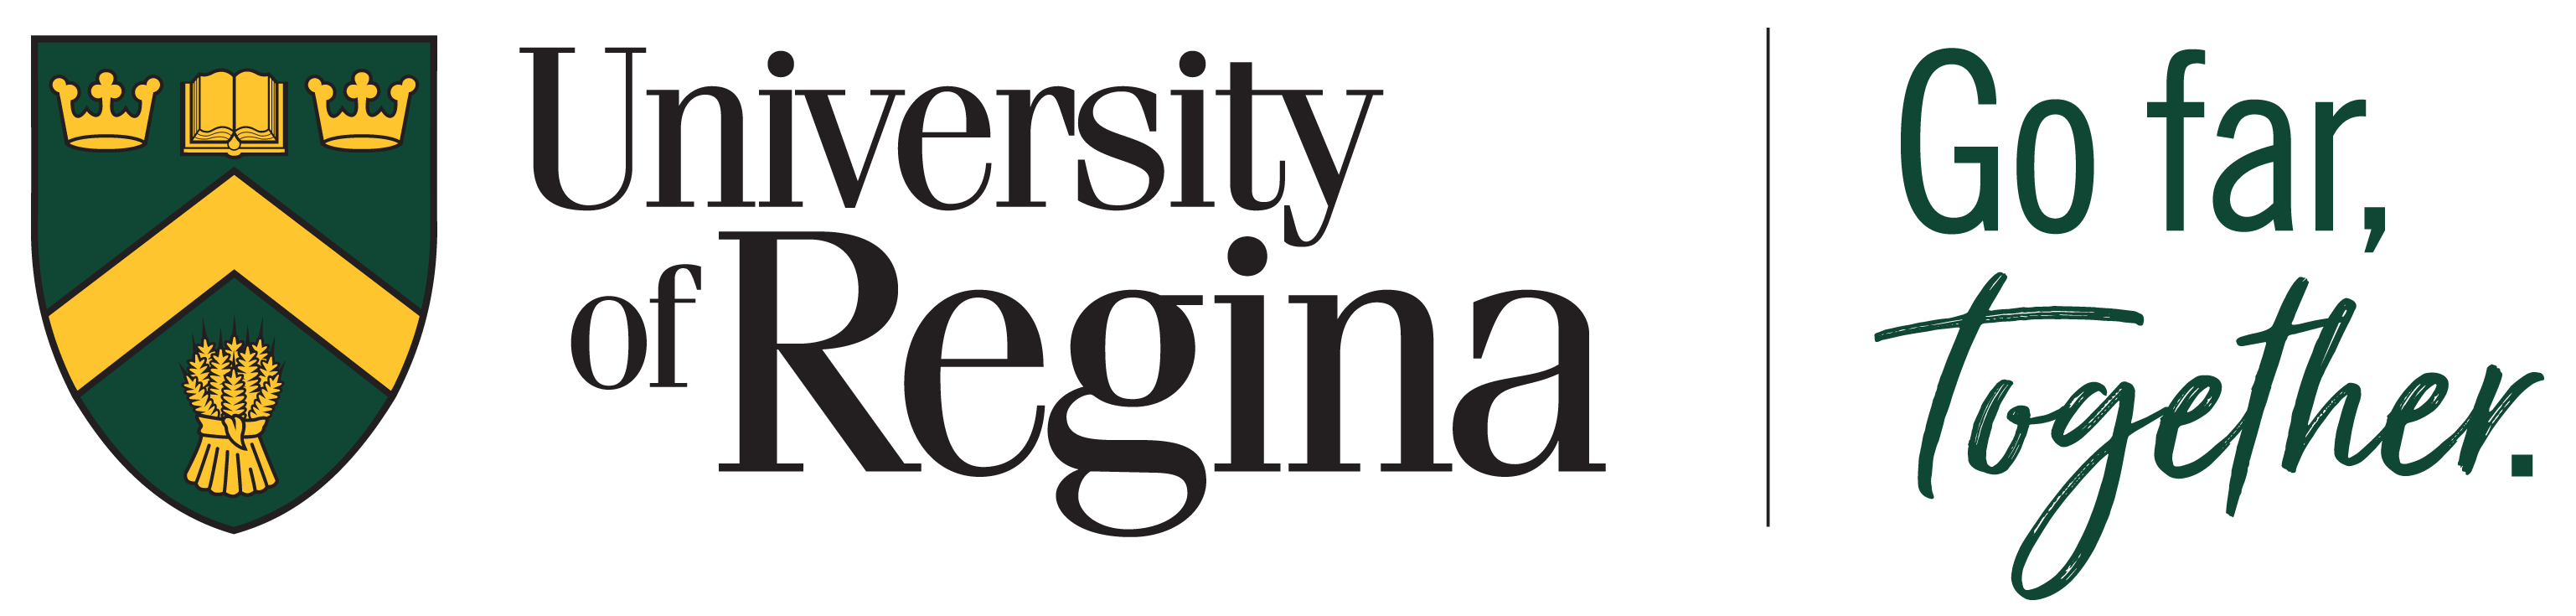 University
of Regina
Go far,
together.